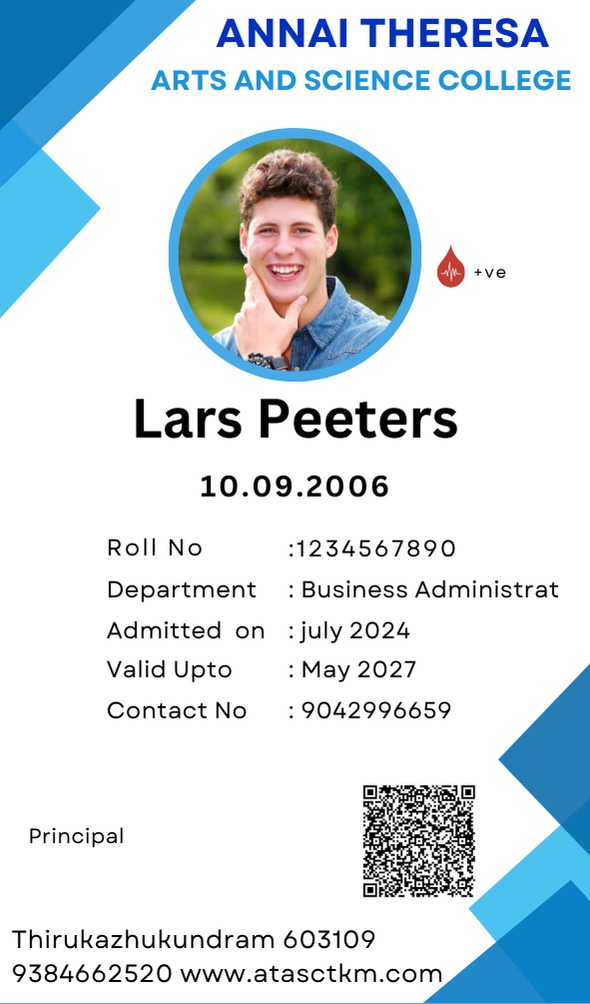 ANNAI THERESA
ARTS AND SCIENCE COLLEGE
+ve
Lars Peeters
10.09.2006
Roll No :1234567890
Department : Business Administrat
Admitted on : july 2024
Valid Upto : May 2027
Contact No : 9042996659
Principal
Thirukazhukundram 603109
9384662520 www.atasctkm.com